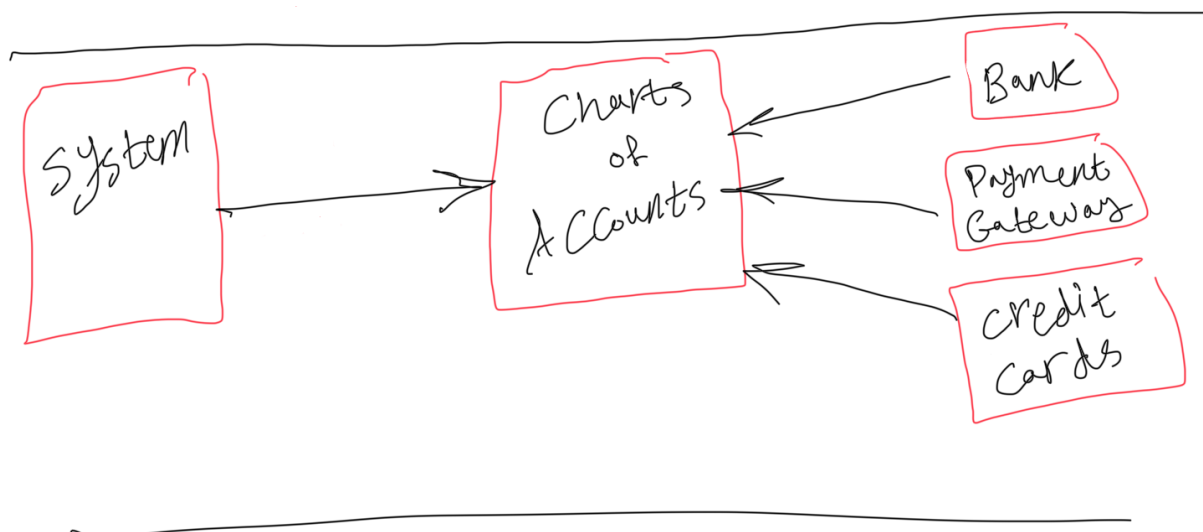 System
Charts
of
Accounts
Bank
Payment
Gateway
Credit
Cards